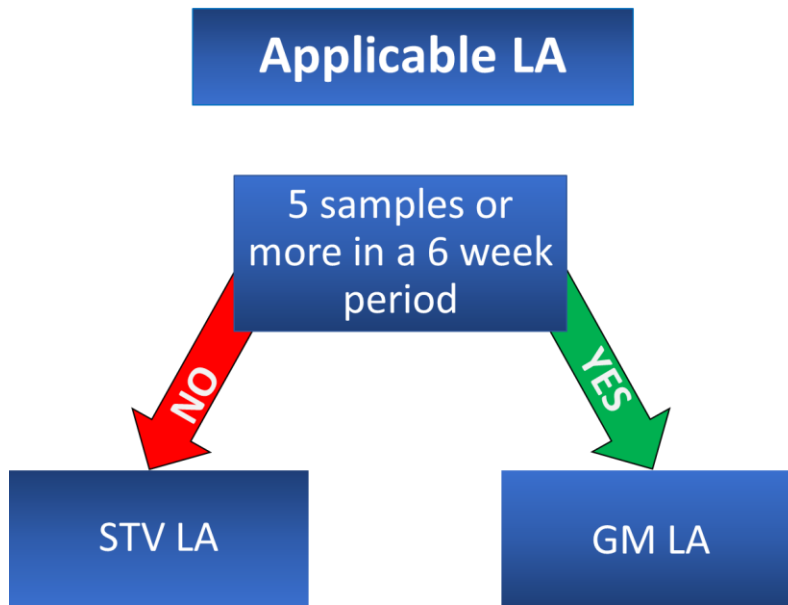 Applicable LA
5 samples or
more in a 6 week
period
NO
YES
STV LA
GM LA